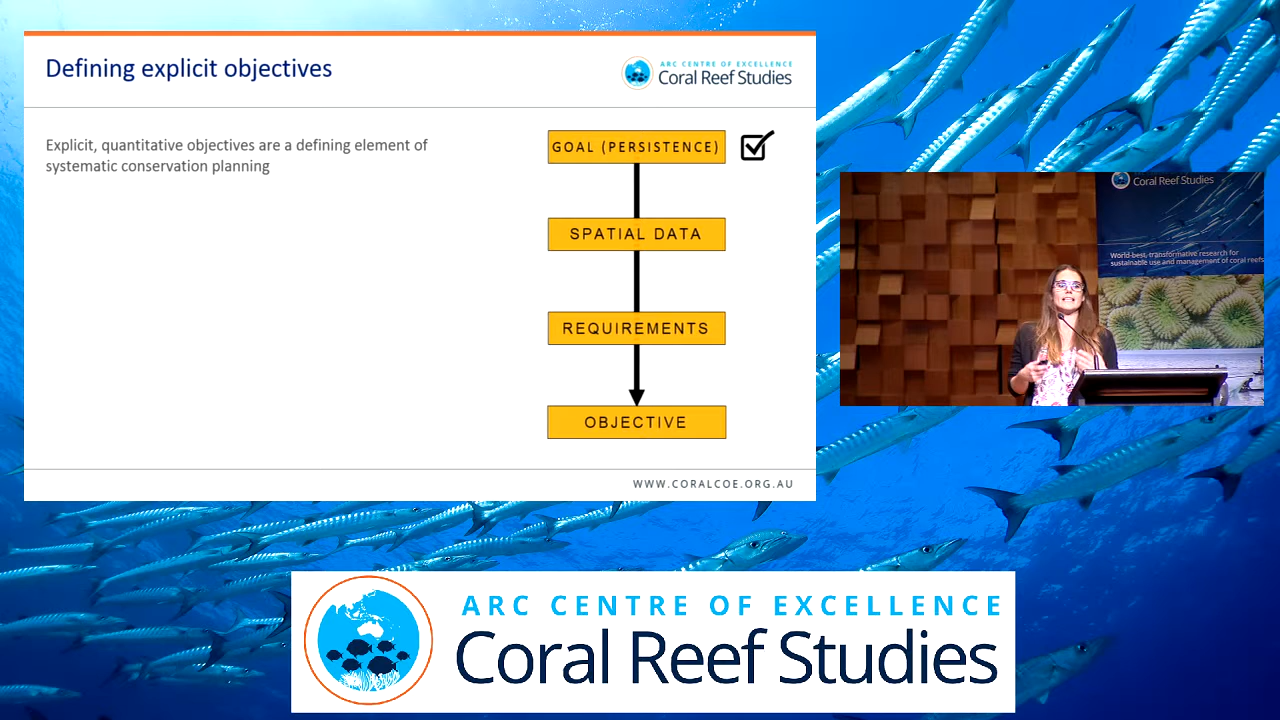 Defining explicit objectives
ARC CENTRE OF EXCELLENCE
Coral Reef Studies
Explicit, quantitative objectives are a defining element of
systematic conservation planning
GOAL (PERSISTENCE)
SPATIAL DATA
REQUIREMENTS
OBJECTIVE
WWW.CORALCOE.ORG.AU
Coral Reef Studies
World-best, transformative research for
sustainable use and management of coral reefs
ARC CENTRE OF EXCELLENCE
Coral Reef Studies